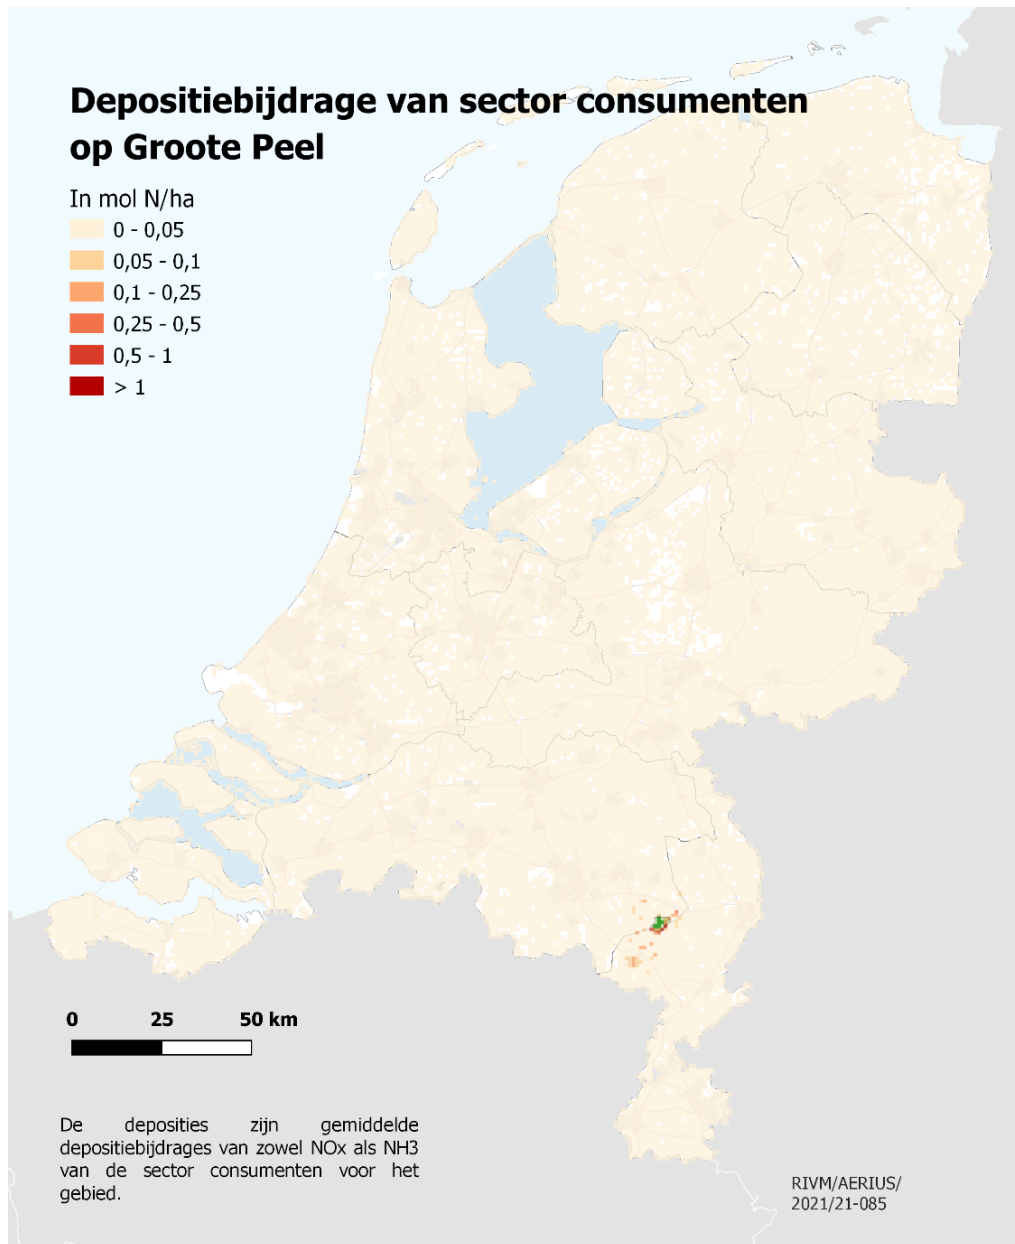 Depositiebijdrage van sector consumenten
op Groote Peel
In mol N/ha
0 - 0,05
0,05 - 0,1
0,1 - 0,25
0,25 - 0,5
0,5 - 1
> 1
0 25 50 km
De deposities zijn gemiddelde
depositiebijdrages van zowel NOx als NH3
van de sector consumenten voor het
gebied.
RIVM/AERIUS/
2021/21-085